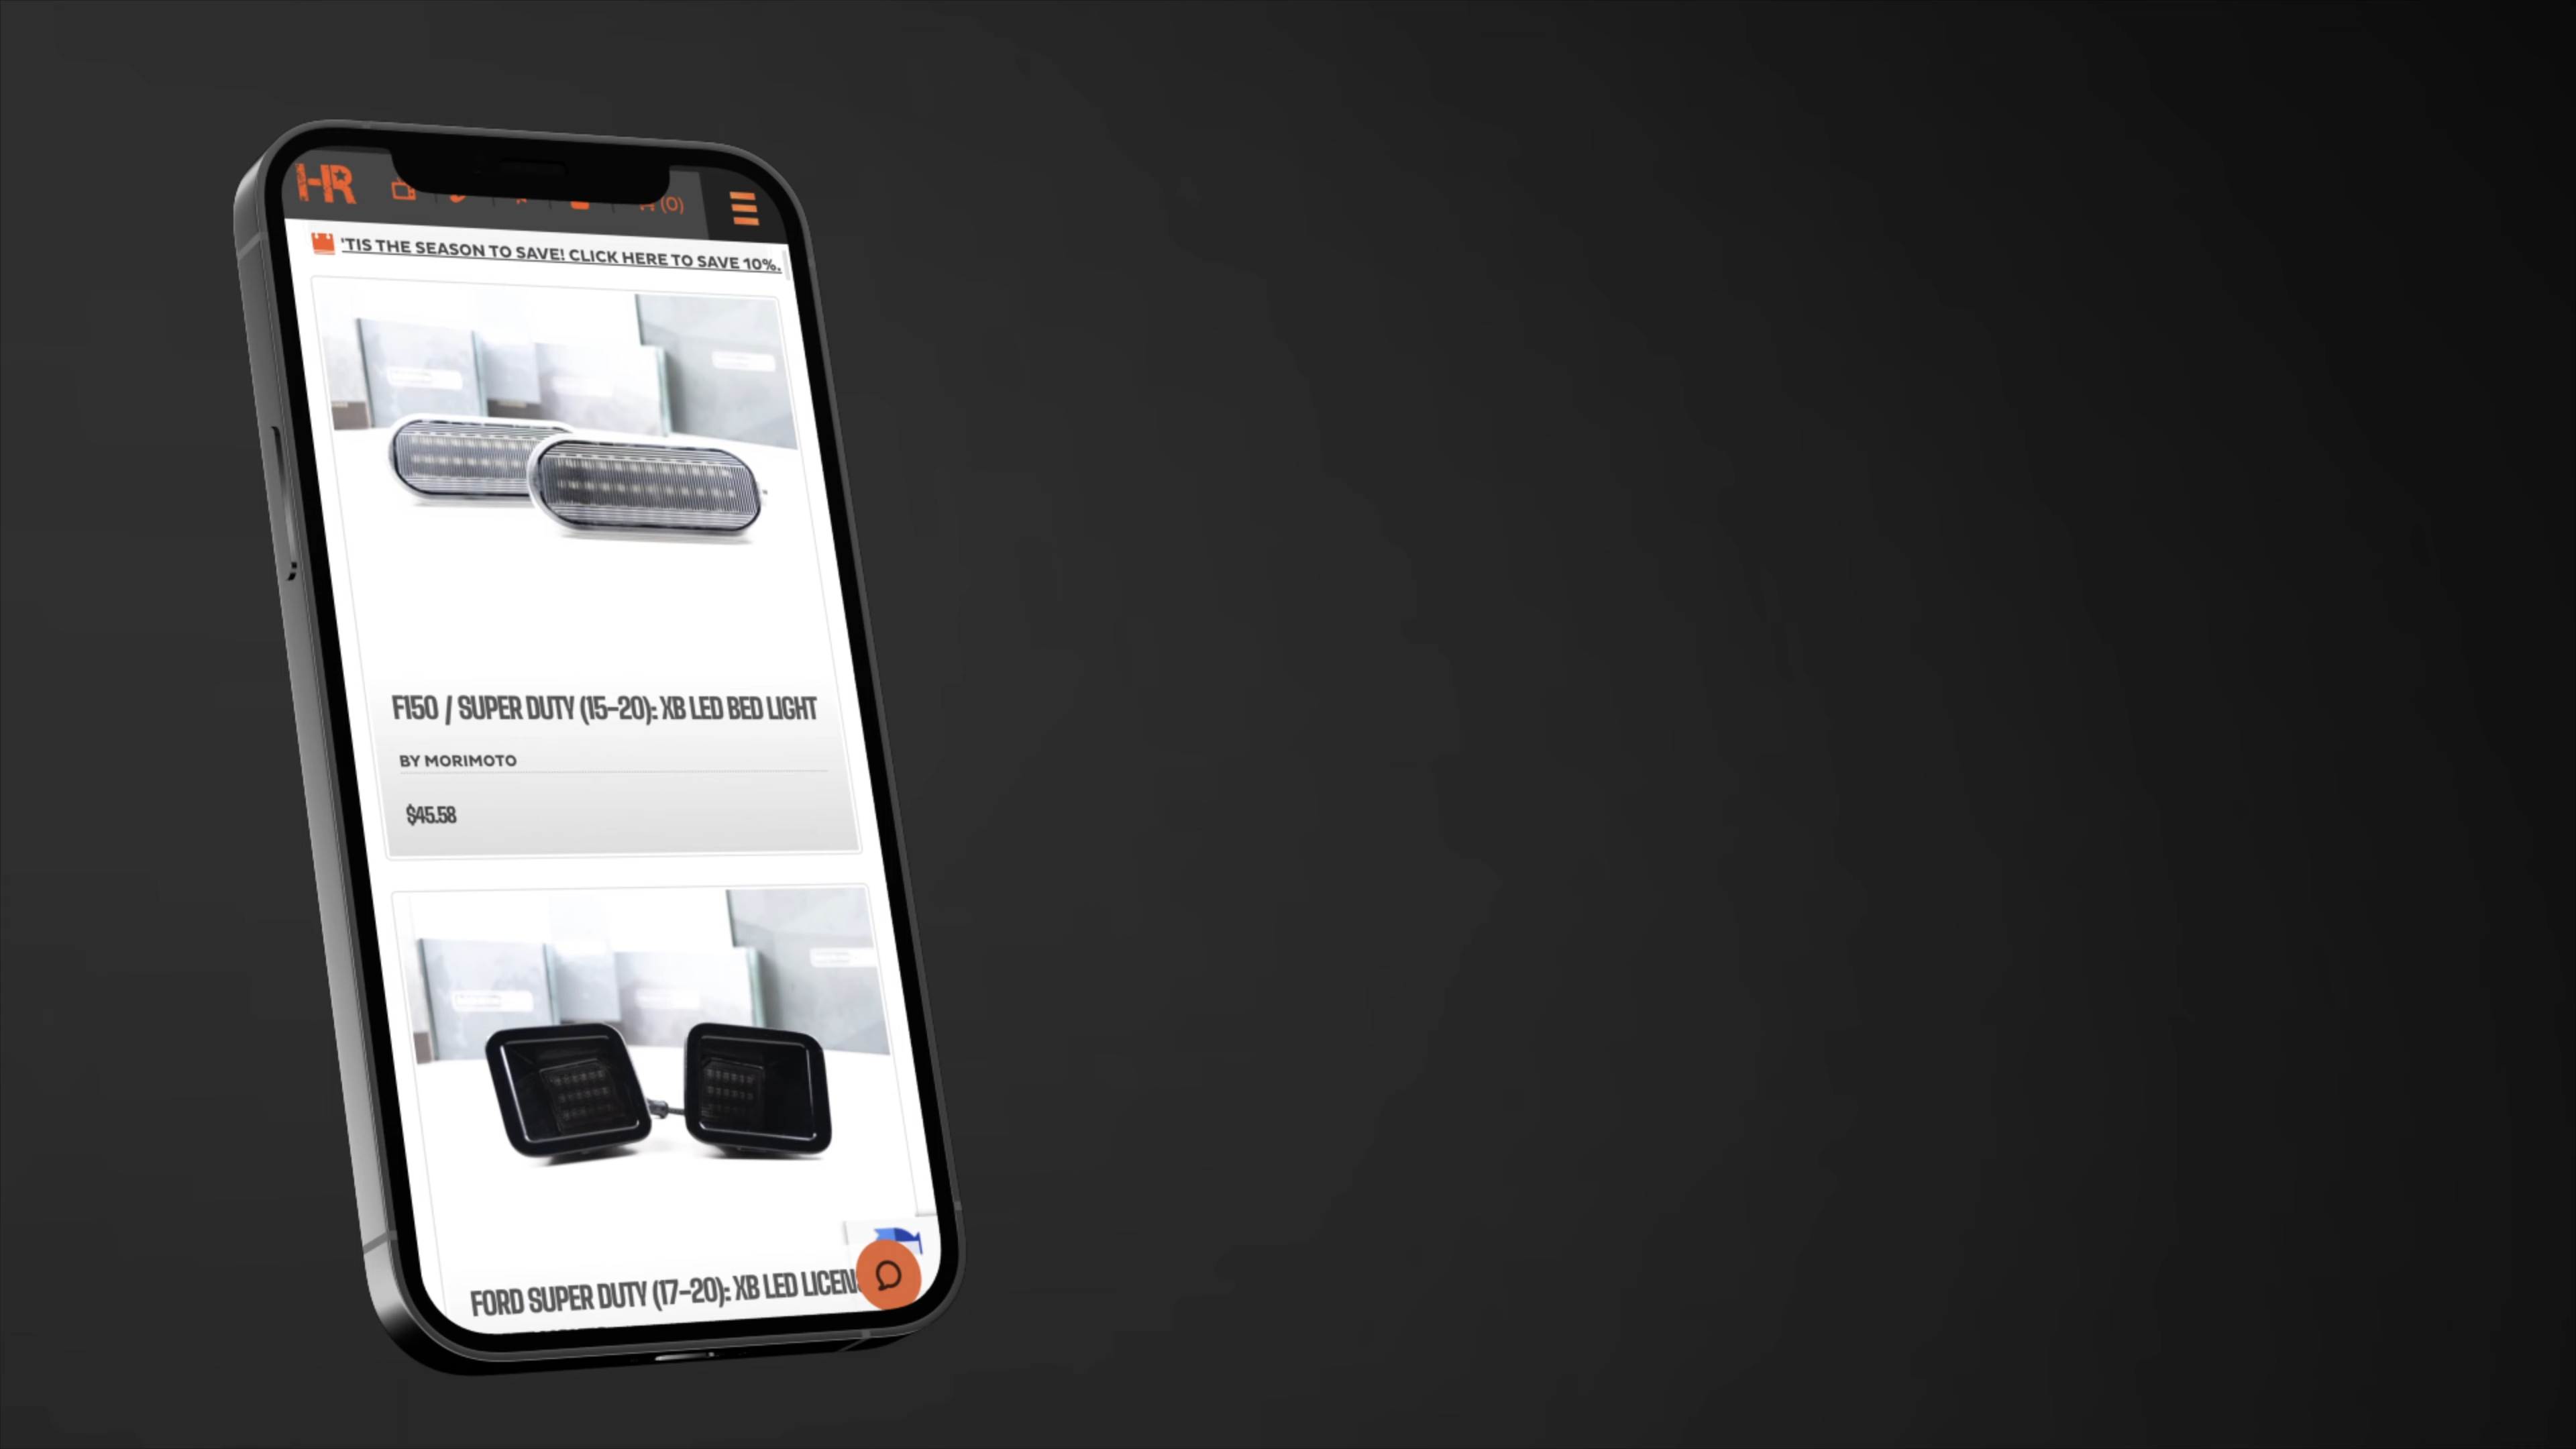 HR
(0)
'TIS THE SEASON TO SAVE! CLICK HERE TO SAVE 10%.
F150 / SUPER DUTY (15-20): XB LED BED LIGHT
BY MORIMOTO
$45.58
FORD SUPER DUTY (17-20): XB LED